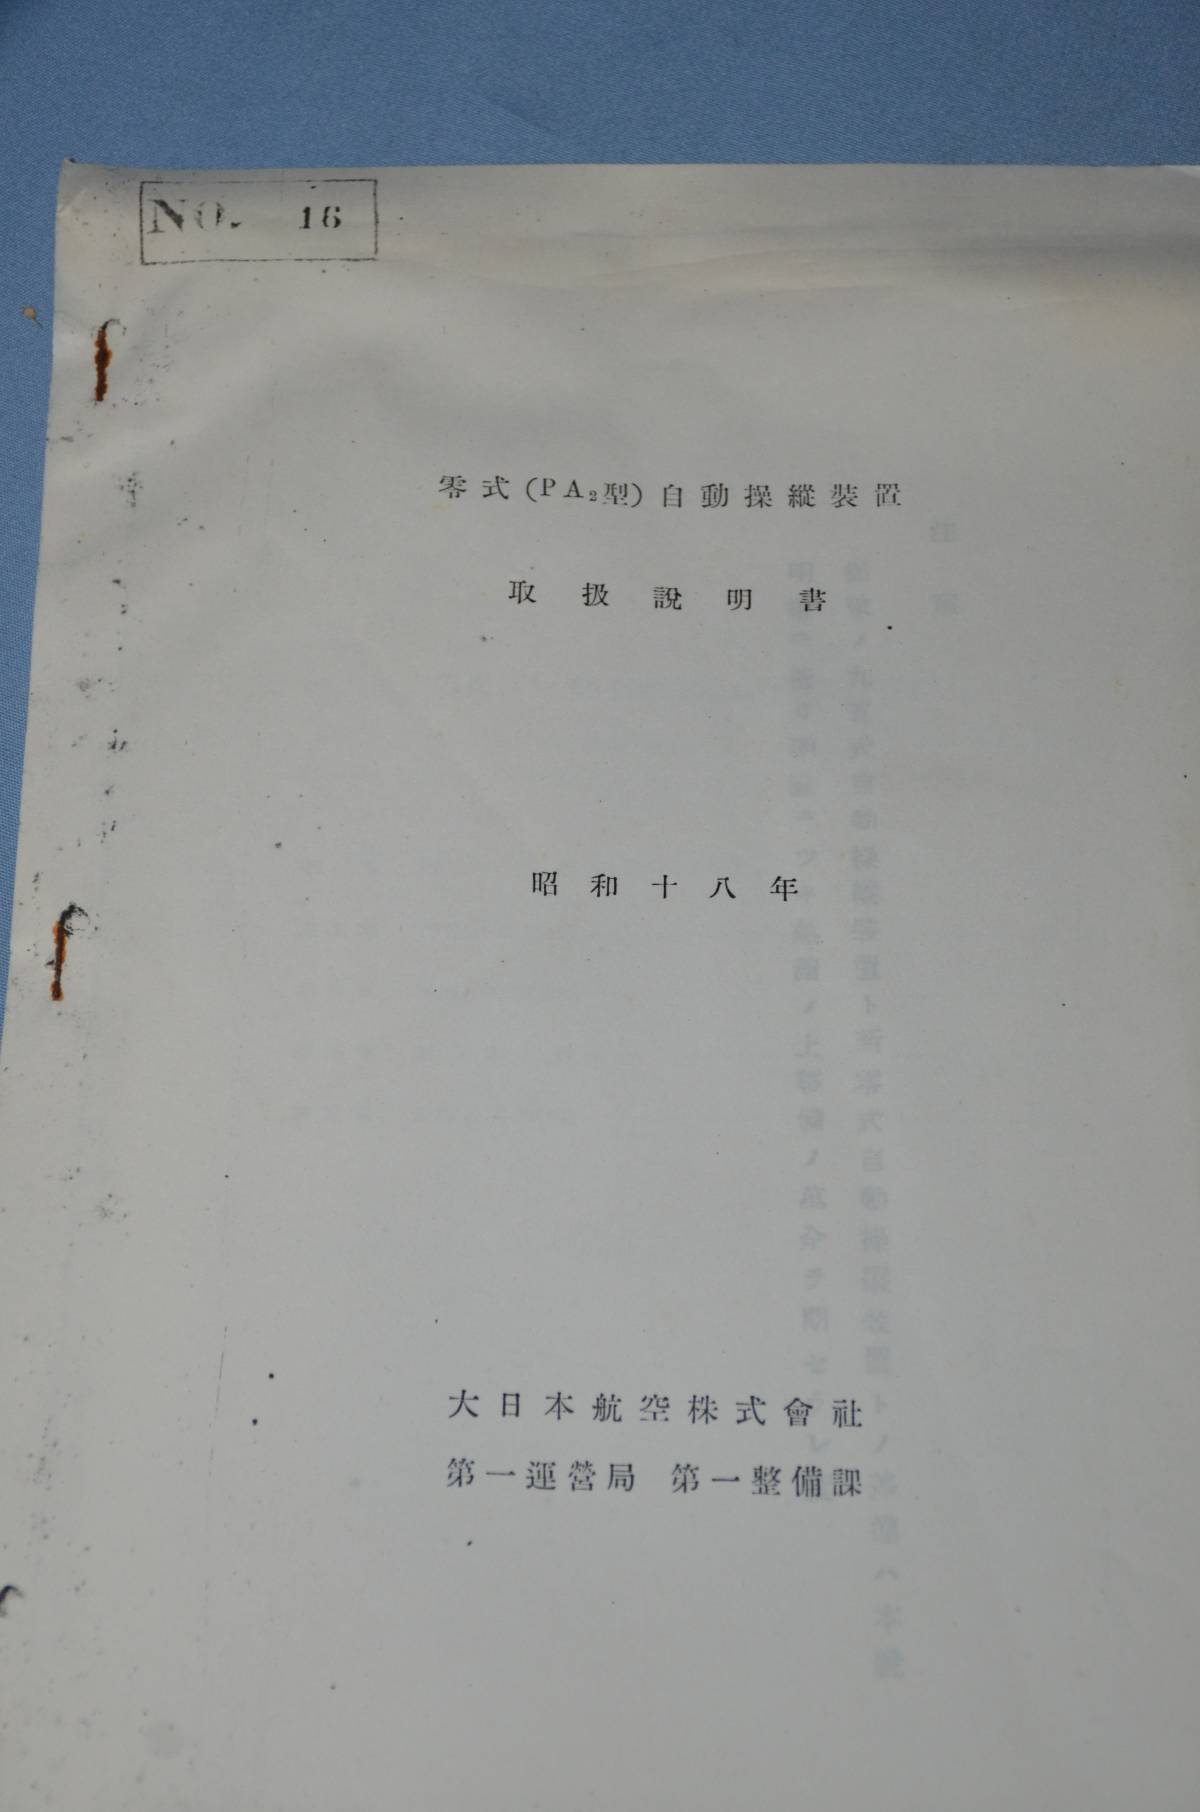 NO. 16
零式(PA₂型)自動操縱裝置
取扱說明書
昭和十八年
大日本航空株式會社
第一運營局 第一整備課